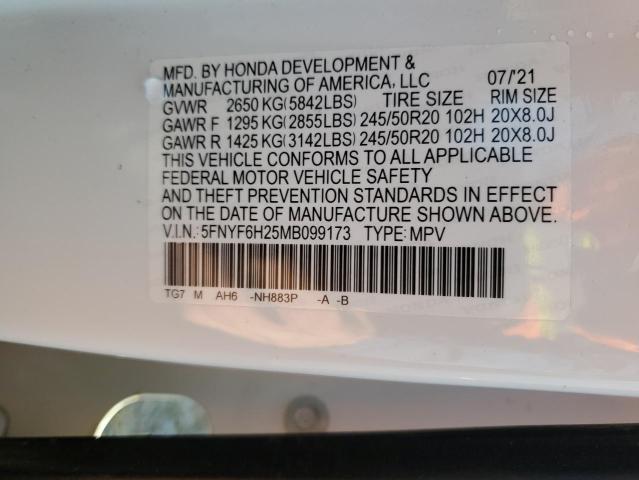 MFD. BY HONDA DEVELOPMENT &
MANUFACTURING OF AMERICA, LLC 07/'21
GVWR 2650 KG(5842LBS) TIRE SIZE RIM SIZE
GAWR F 1295 KG(2855LBS) 245/50R20 102H 20X8.0J
GAWR R 1425 KG(3142LBS) 245/50R20 102H 20X8.0J
THIS VEHICLE CONFORMS TO ALL APPLICABLE
FEDERAL MOTOR VEHICLE SAFETY
AND THEFT PREVENTION STANDARDS IN EFFECT
ON THE DATE OF MANUFACTURE SHOWN ABOVE.
V.I.N.: 5FNYF6H25MB099173 TYPE: MPV
TG7 M AH6 -NH883P -A -B